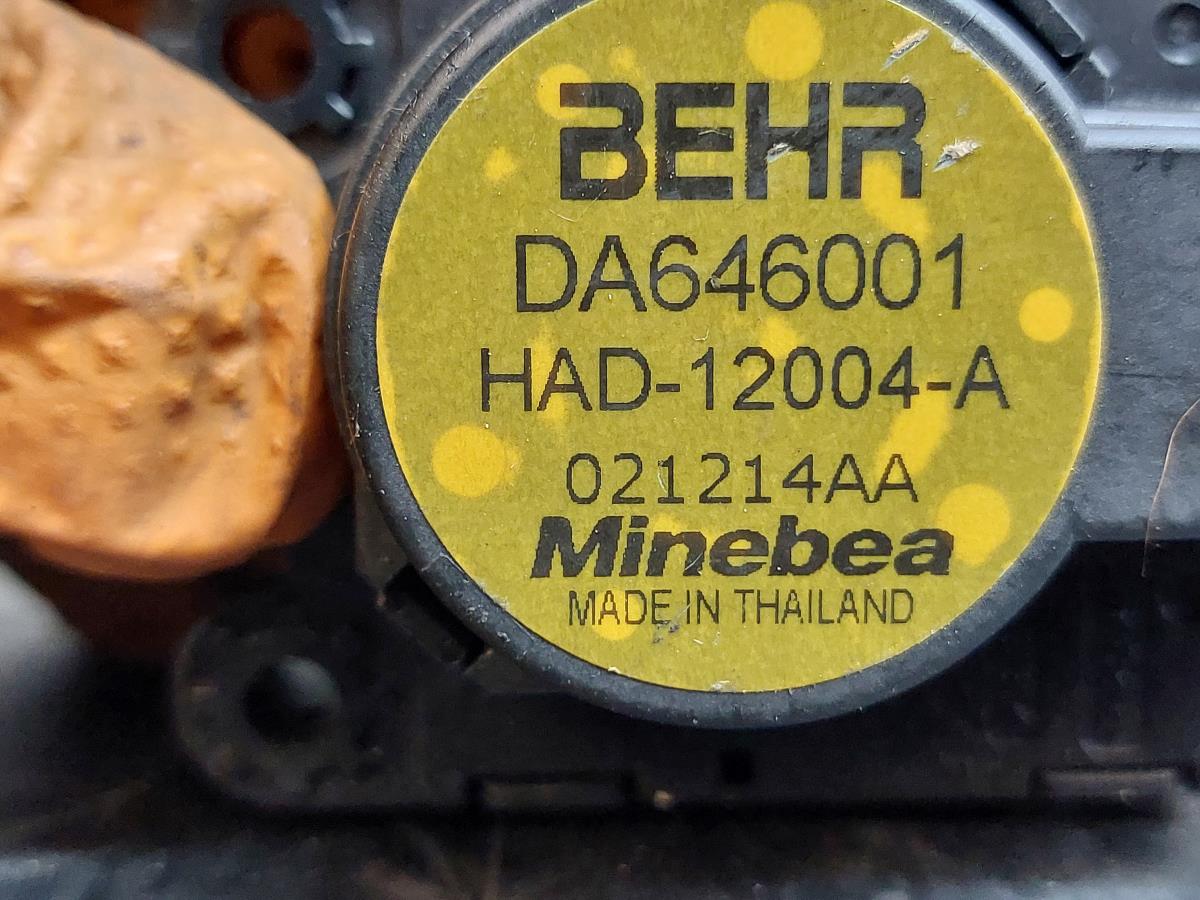 BEHR
DA646001
HAD-12004-A
021214AA
Minebea
MADE IN THAILAND